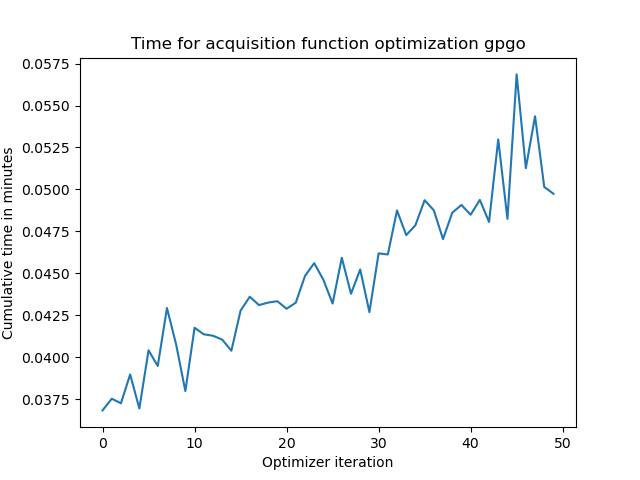 Time for acquisition function optimization gpgo
0.0575
0.0550
0.0525
0.0500
0.0475
0.0450
0.0425
0.0400
0.0375
Cumulative time in minutes
0 10 20 30 40 50
Optimizer iteration